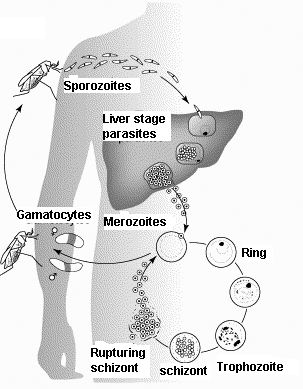 Sporozoites
Liver stage
parasites
Gamatocytes
Merozoites
Ring
Rupturing
schizont
schizont
Trophozoite